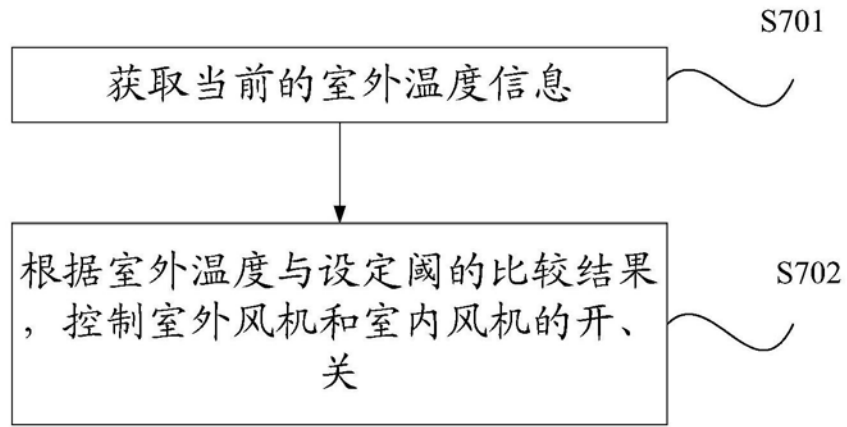 S701
获取当前的室外温度信息
根据室外温度与设定阈的比较结果
，控制室外风机和室内风机的开、
关
S702